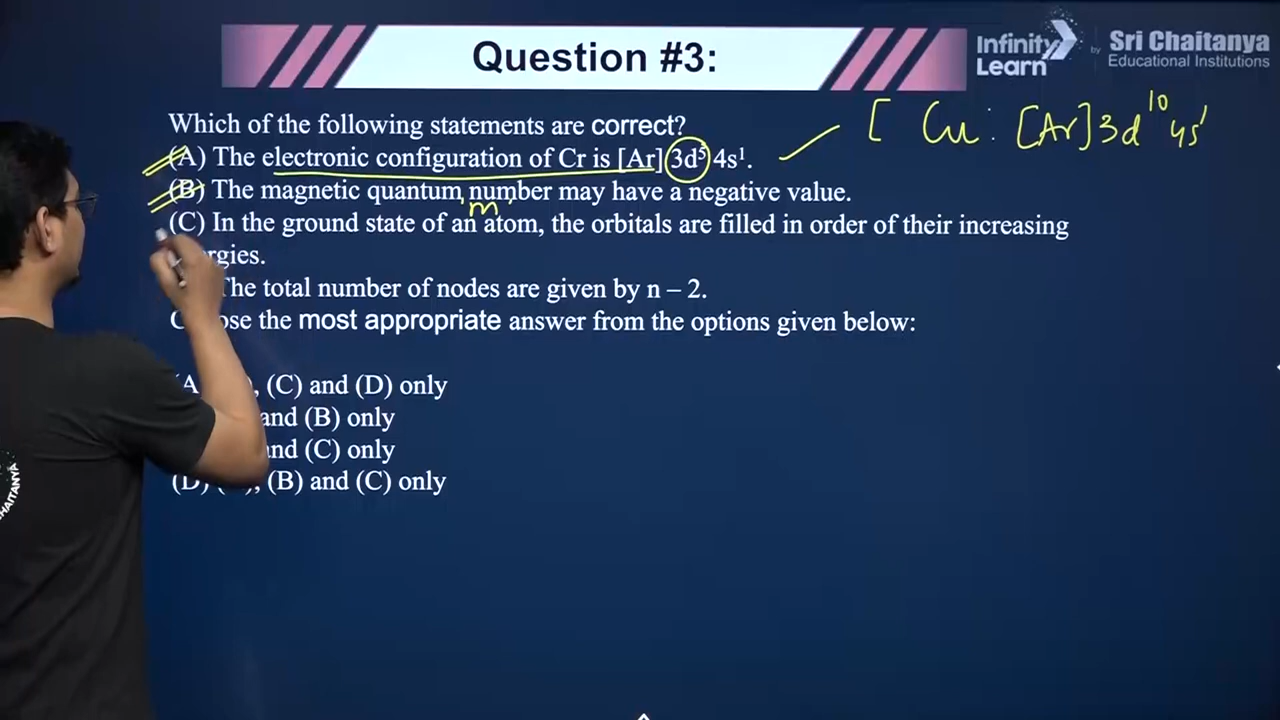 Question #3:
Infinity Learn by Sri Chaitanya Educational Institutions
Which of the following statements are correct?
[ Cu : [Ar] 3d¹⁰ 4s¹
(A) The electronic configuration of Cr is [Ar] 3d⁵ 4s¹.
(B) The magnetic quantum number may have a negative value.
m
(C) In the ground state of an atom, the orbitals are filled in order of their increasing
rgies.
The total number of nodes are given by n – 2.
ose the most appropriate answer from the options given below:
(A , (C) and (D) only
and (B) only
nd (C) only
(D) , (B) and (C) only
CHAITANYA